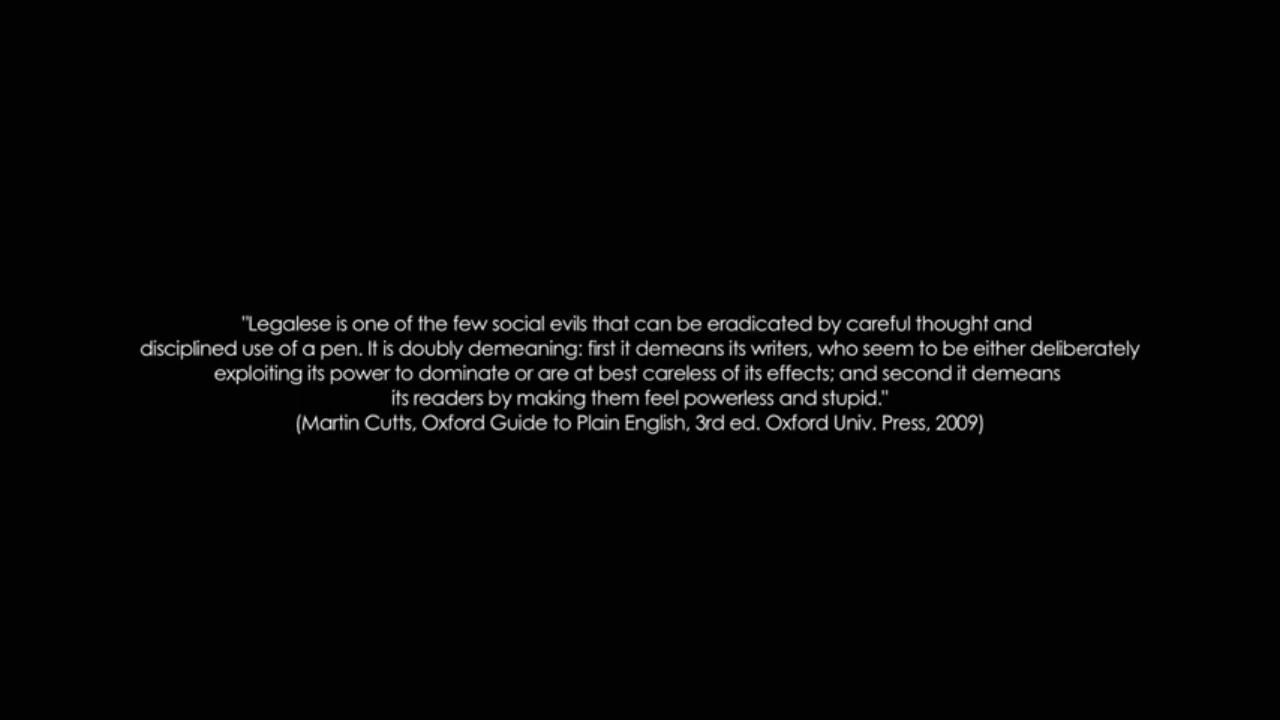 "Legalese is one of the few social evils that can be eradicated by careful thought and
disciplined use of a pen. It is doubly demeaning: first it demeans its writers, who seem to be either deliberately
exploiting its power to dominate or are at best careless of its effects; and second it demeans
its readers by making them feel powerless and stupid."
(Martin Cutts, Oxford Guide to Plain English, 3rd ed. Oxford Univ. Press, 2009)